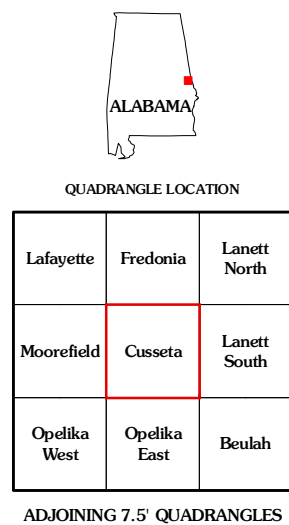 ALABAMA
QUADRANGLE LOCATION
Lafayette
Fredonia
Lanett
North
Moorefield
Cusseta
Lanett
South
Opelika
West
Opelika
East
Beulah
ADJOINING 7.5' QUADRANGLES